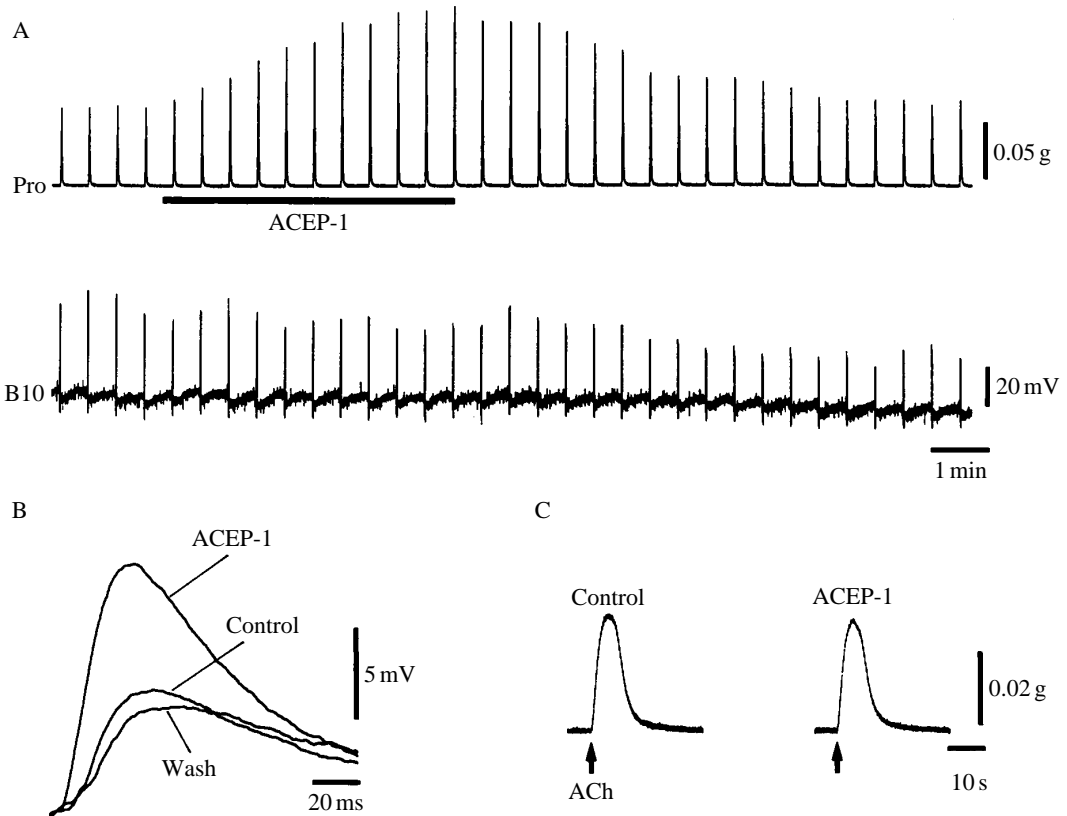 A
Pro
0.05 g
ACEP-1
B10
20 mV
1 min
B
ACEP-1
Control
5 mV
Wash
20 ms
C
Control
ACEP-1
0.02 g
ACh
10 s